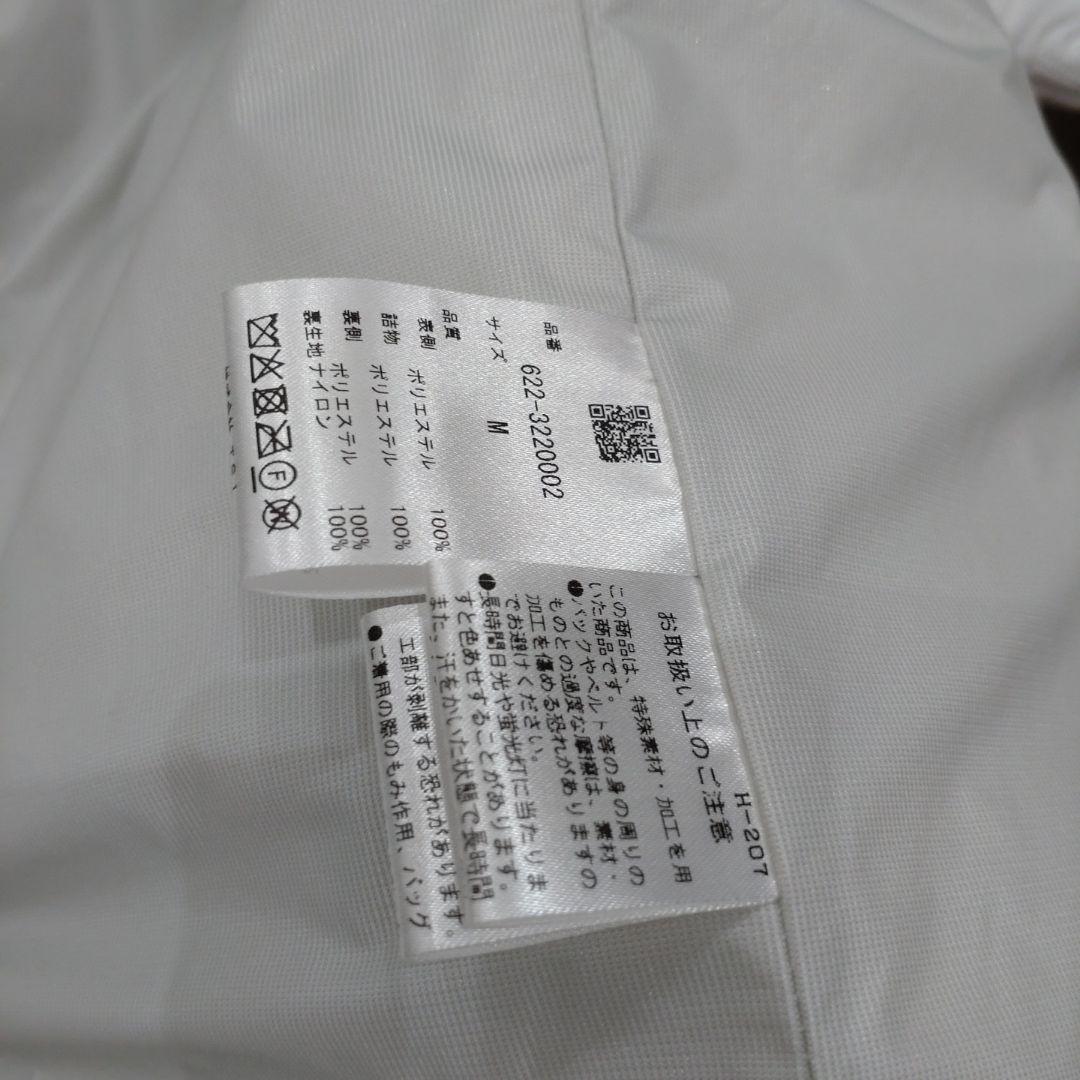 品番 622-3220002
サイズ M
品質
表側 ポリエステル 100%
詰物 ポリエステル 100%
裏側 ポリエステル 100%
裏生地 ナイロン 100%
F
H-207
お取扱い上のご注意
この商品は、特殊素材・加工を用
いた商品です。
●バックやベルト等の身の周りの
ものとの過度な摩擦は、素材・
加工を傷める恐れがありますの
でお避けください。
●長時間日光や蛍光灯に当たりま
すと色あせすることがあります。
また、汗をかいた状態で長時間
工部が剥離する恐れがあります。
●ご着用の際のもみ作用、バッグ